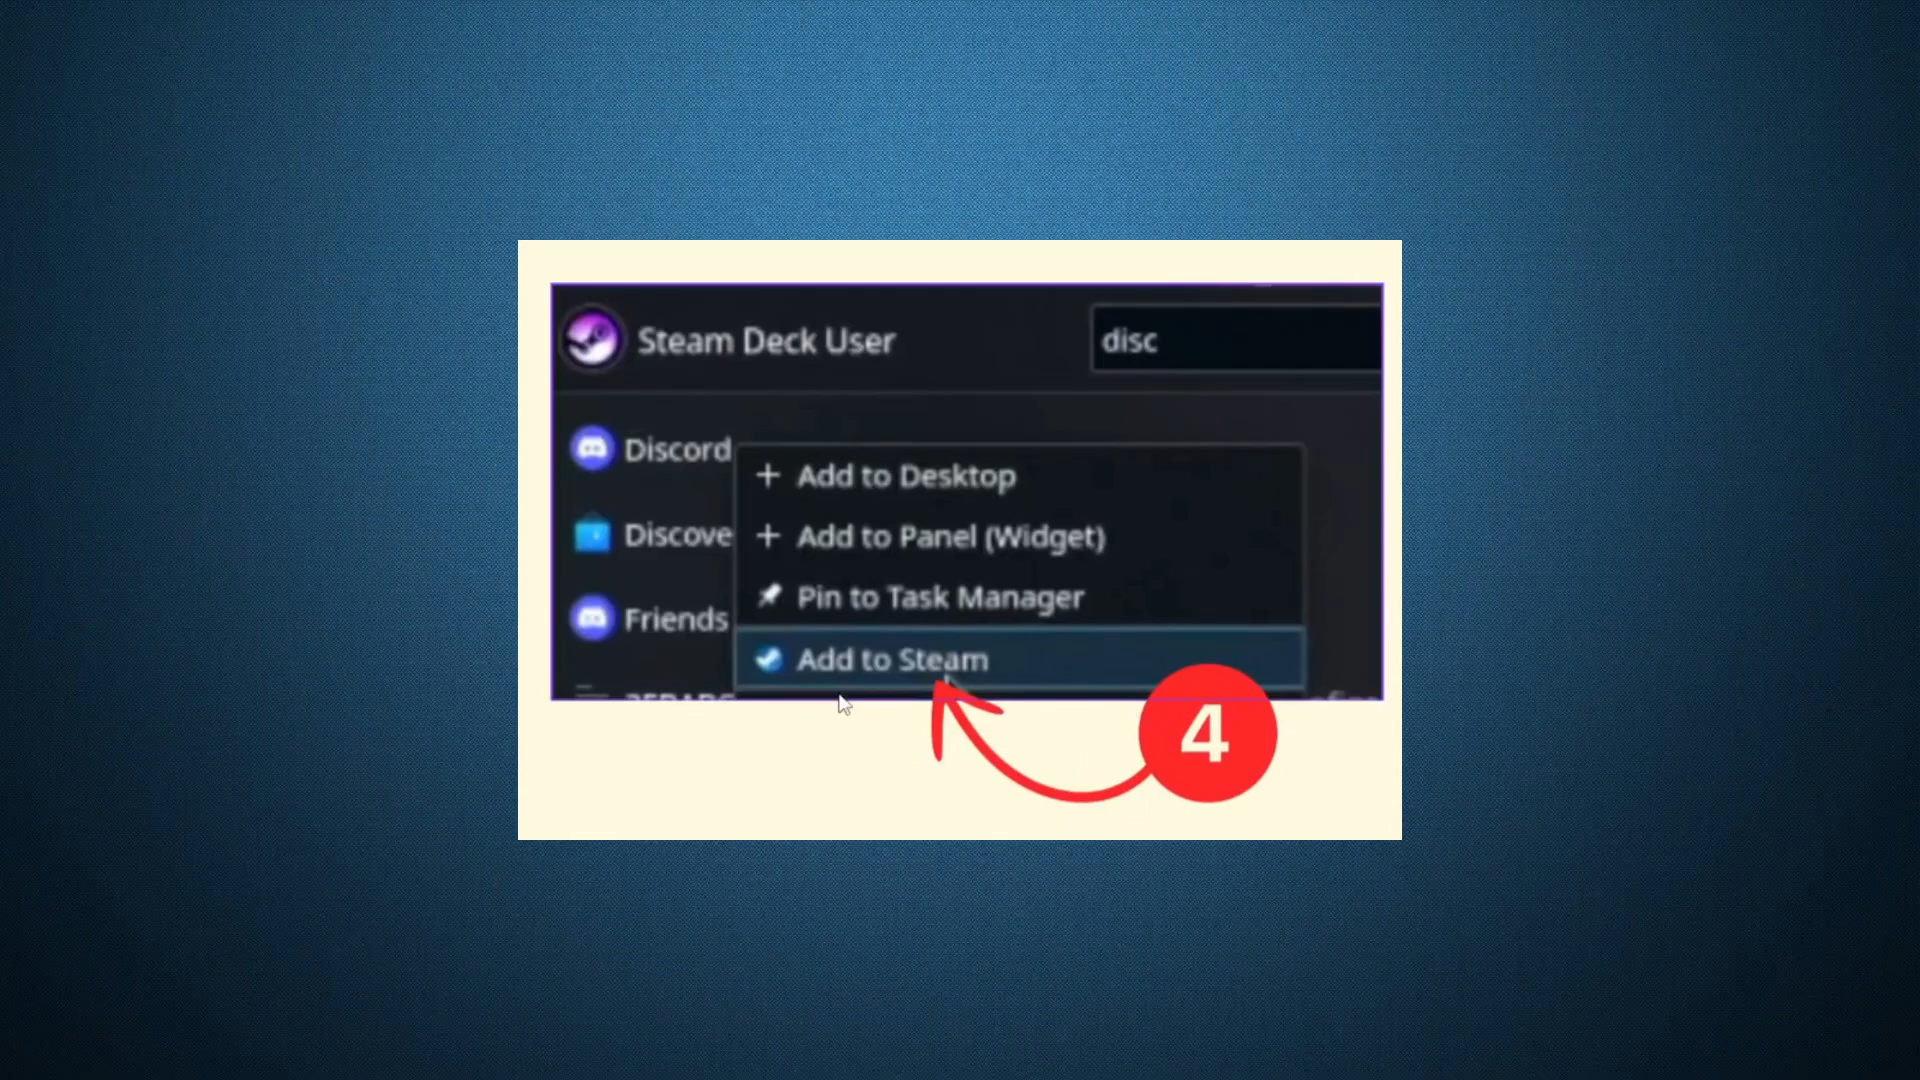 Steam Deck User
disc
Discord
Add to Desktop
Discove
Add to Panel (Widget)
Pin to Task Manager
Friends
Add to Steam
4